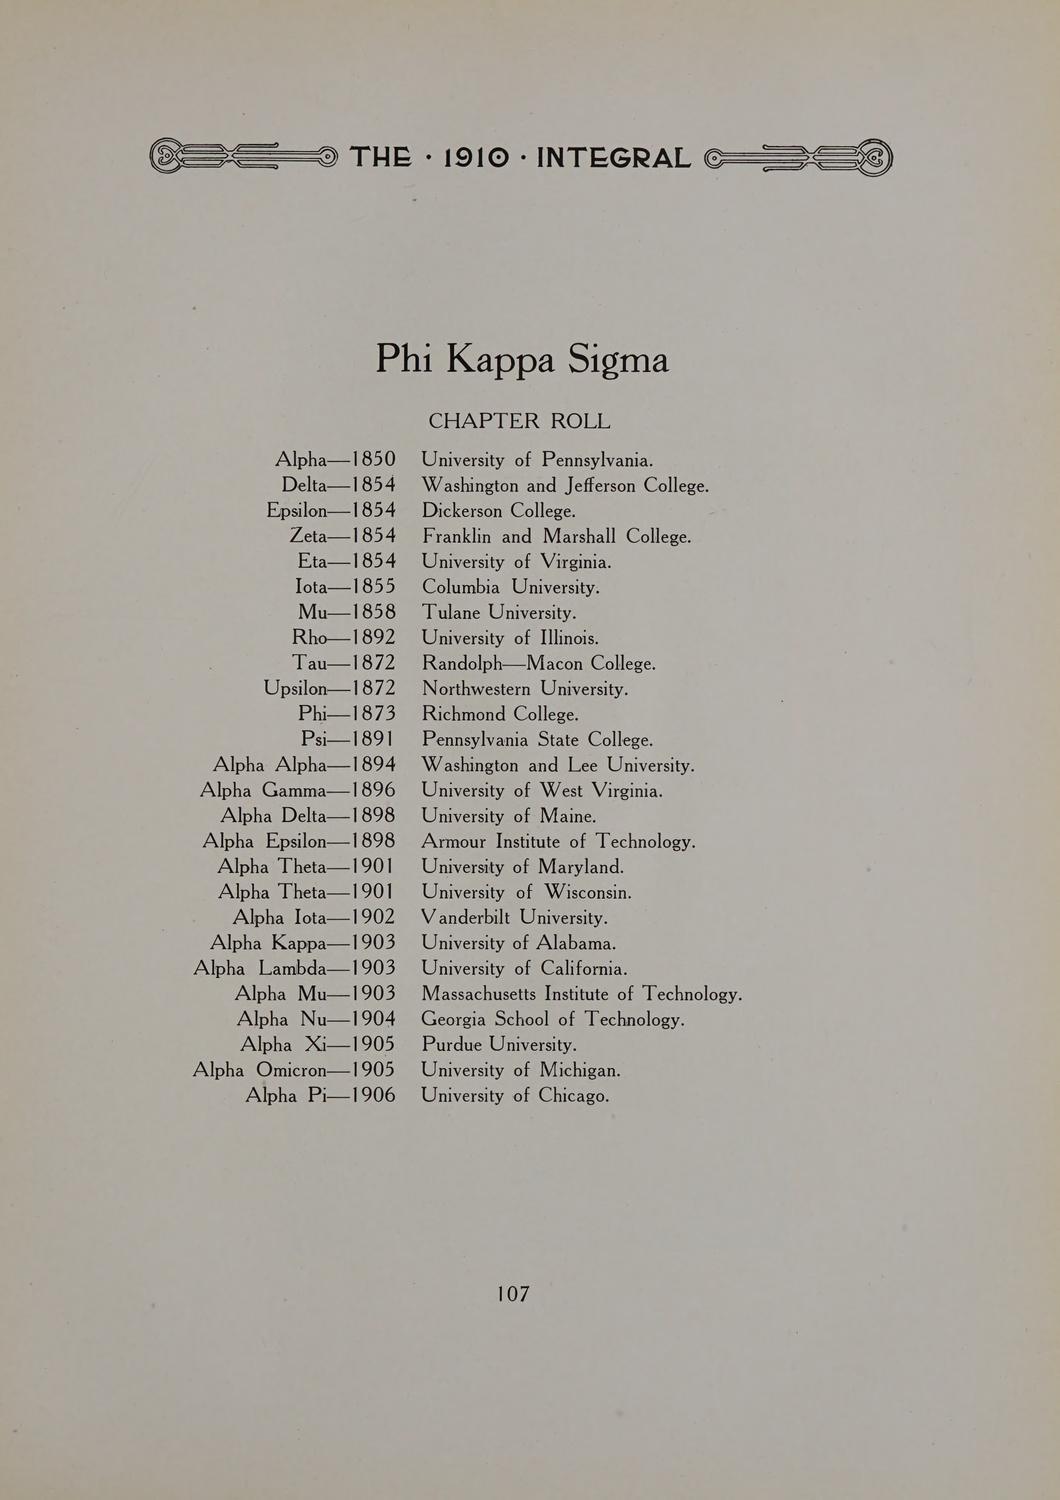 THE · 1910 · INTEGRAL
Phi Kappa Sigma
CHAPTER ROLL
Alpha—1850 University of Pennsylvania.
Delta—1854 Washington and Jefferson College.
Epsilon—1854 Dickerson College.
Zeta—1854 Franklin and Marshall College.
Eta—1854 University of Virginia.
Iota—1855 Columbia University.
Mu—1858 Tulane University.
Rho—1892 University of Illinois.
Tau—1872 Randolph—Macon College.
Upsilon—1872 Northwestern University.
Phi—1873 Richmond College.
Psi—1891 Pennsylvania State College.
Alpha Alpha—1894 Washington and Lee University.
Alpha Gamma—1896 University of West Virginia.
Alpha Delta—1898 University of Maine.
Alpha Epsilon—1898 Armour Institute of Technology.
Alpha Theta—1901 University of Maryland.
Alpha Theta—1901 University of Wisconsin.
Alpha Iota—1902 Vanderbilt University.
Alpha Kappa—1903 University of Alabama.
Alpha Lambda—1903 University of California.
Alpha Mu—1903 Massachusetts Institute of Technology.
Alpha Nu—1904 Georgia School of Technology.
Alpha Xi—1905 Purdue University.
Alpha Omicron—1905 University of Michigan.
Alpha Pi—1906 University of Chicago.
107